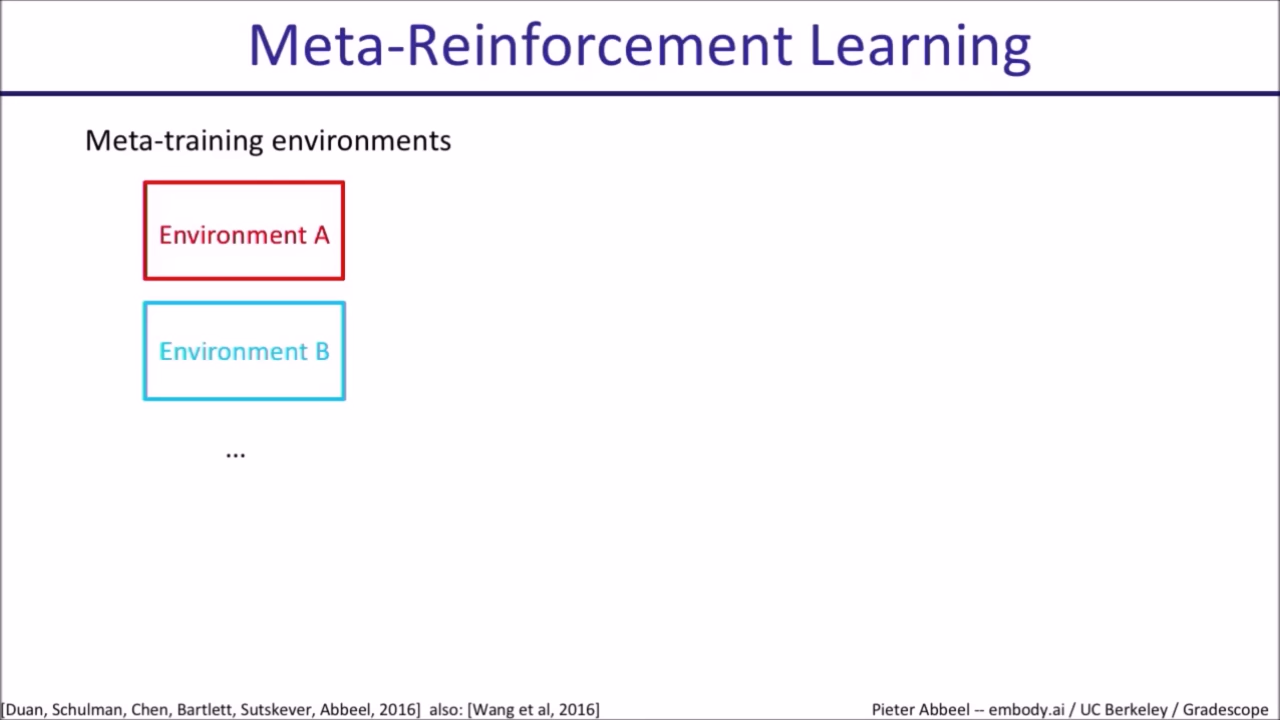 Meta-Reinforcement Learning
Meta-training environments
Environment A
Environment B
...
[Duan, Schulman, Chen, Bartlett, Sutskever, Abbeel, 2016]  also: [Wang et al, 2016]
Pieter Abbeel -- embody.ai / UC Berkeley / Gradescope